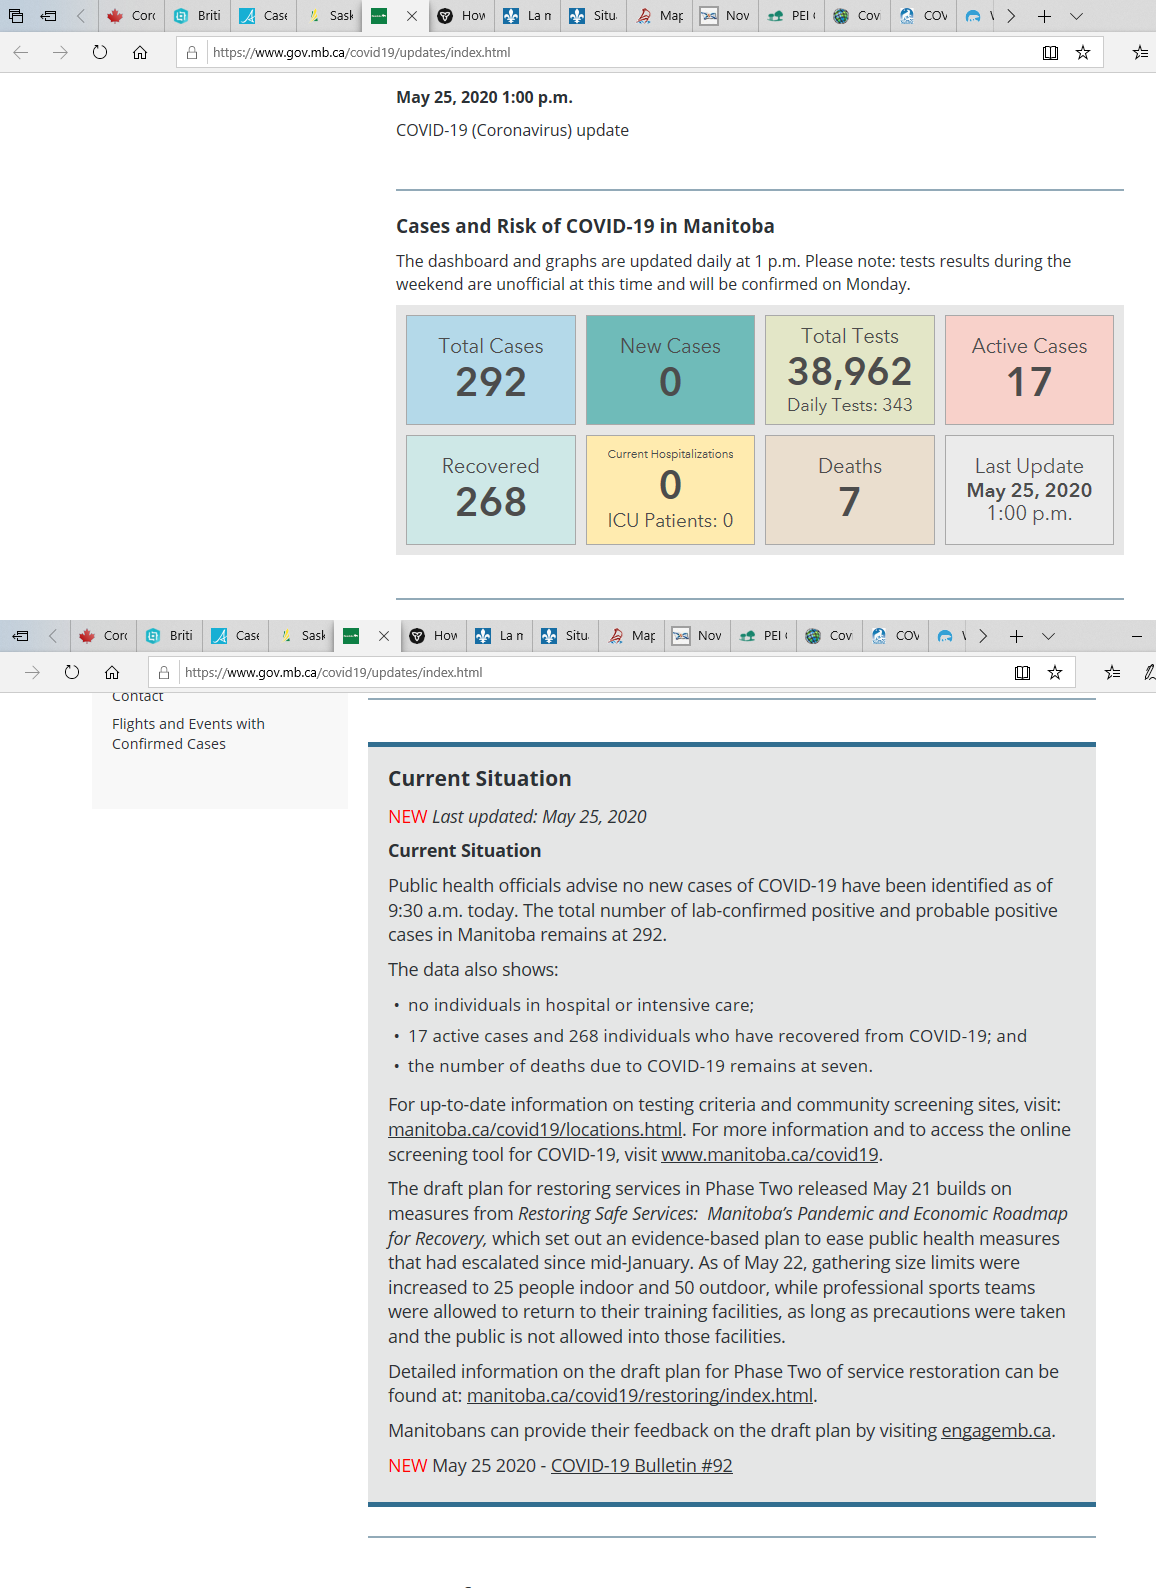 Corc
Briti
Case
Sask
How
La m
Situ
Map
Nov
PEI
Cov
COV
https://www.gov.mb.ca/covid19/updates/index.html
May 25, 2020 1:00 p.m.
COVID-19 (Coronavirus) update
Cases and Risk of COVID-19 in Manitoba
The dashboard and graphs are updated daily at 1 p.m. Please note: tests results during the
weekend are unofficial at this time and will be confirmed on Monday.
Total Cases
292
New Cases
0
Total Tests
38,962
Daily Tests: 343
Active Cases
17
Recovered
268
Current Hospitalizations
0
ICU Patients: 0
Deaths
7
Last Update
May 25, 2020
1:00 p.m.
Corc
Briti
Case
Sask
How
La m
Situ
Map
Nov
PEI
Cov
COV
https://www.gov.mb.ca/covid19/updates/index.html
Contact
Flights and Events with
Confirmed Cases
Current Situation
NEW Last updated: May 25, 2020
Current Situation
Public health officials advise no new cases of COVID-19 have been identified as of
9:30 a.m. today. The total number of lab-confirmed positive and probable positive
cases in Manitoba remains at 292.
The data also shows:
• no individuals in hospital or intensive care;
• 17 active cases and 268 individuals who have recovered from COVID-19; and
• the number of deaths due to COVID-19 remains at seven.
For up-to-date information on testing criteria and community screening sites, visit:
manitoba.ca/covid19/locations.html. For more information and to access the online
screening tool for COVID-19, visit www.manitoba.ca/covid19.
The draft plan for restoring services in Phase Two released May 21 builds on
measures from Restoring Safe Services:  Manitoba’s Pandemic and Economic Roadmap
for Recovery, which set out an evidence-based plan to ease public health measures
that had escalated since mid-January. As of May 22, gathering size limits were
increased to 25 people indoor and 50 outdoor, while professional sports teams
were allowed to return to their training facilities, as long as precautions were taken
and the public is not allowed into those facilities.
Detailed information on the draft plan for Phase Two of service restoration can be
found at: manitoba.ca/covid19/restoring/index.html.
Manitobans can provide their feedback on the draft plan by visiting engagemb.ca.
NEW May 25 2020 - COVID-19 Bulletin #92